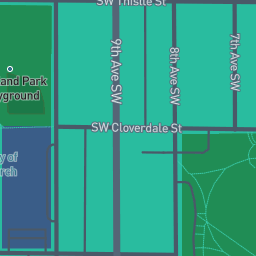 SW Thistle St
9th Ave SW
8th Ave SW
7th Ave SW
and Park
yground
SW Cloverdale St
y of
rch